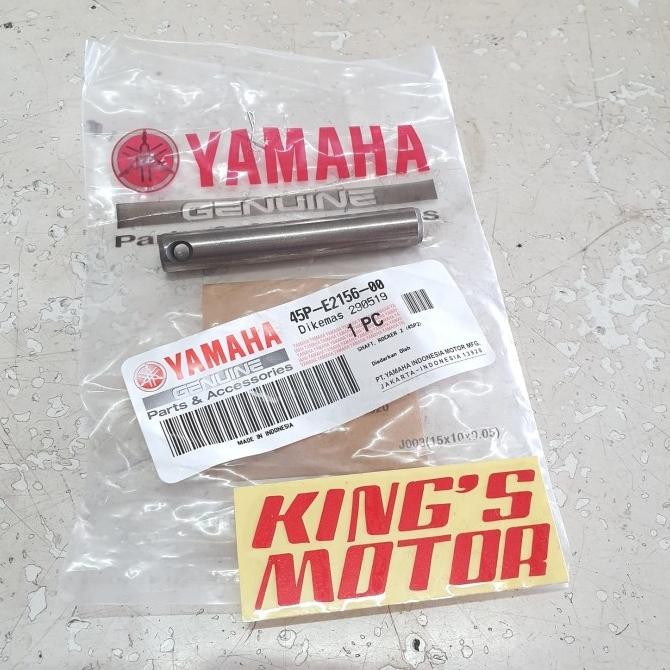 YAMAHA
GENUINE
Parts
s
45P-E2156-00
Dikemas 290519
1 PC
SHAFT, ROCKER 2 (45P2)
YAMAHA
GENUINE
Parts & Accessories
Diedarkan Oleh
PT. YAMAHA INDONESIA MOTOR MFG.
JAKARTA-INDONESIA 13920
MADE IN INDONESIA
J003(15x10x0.05)
KING'S
MOTOR